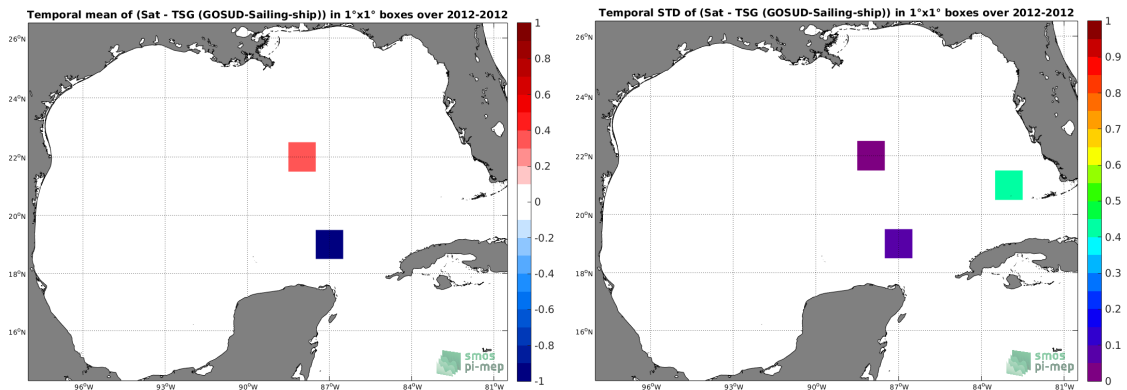 Temporal mean of (Sat - TSG (GOSUD-Sailing-ship)) in 1°x1° boxes over 2012-2012
26°N
24°N
22°N
20°N
18°N
16°N
96°W 93°W 90°W 87°W 84°W 81°W
1
0.8
0.6
0.4
0.2
0
-0.2
-0.4
-0.6
-0.8
-1
smos
pi-mep
Temporal STD of (Sat - TSG (GOSUD-Sailing-ship)) in 1°x1° boxes over 2012-2012
26°N
24°N
22°N
20°N
18°N
16°N
96°W 93°W 90°W 87°W 84°W 81°W
1
0.9
0.8
0.7
0.6
0.5
0.4
0.3
0.2
0.1
0
smos
pi-mep